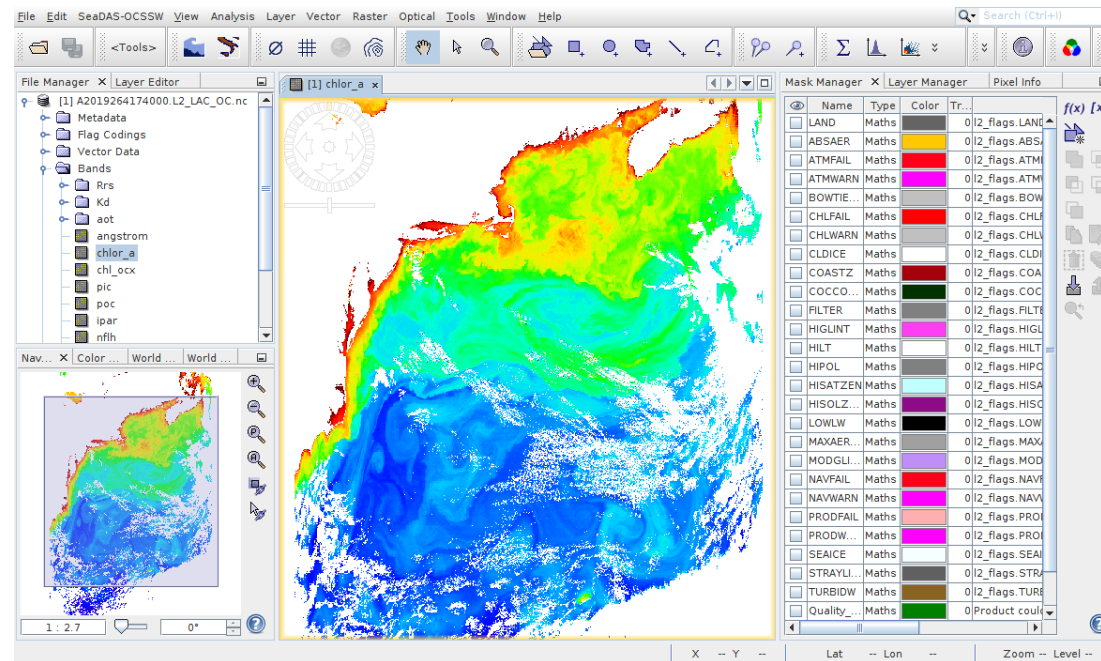 File Edit SeaDAS-OCSSW View Analysis Layer Vector Raster Optical Tools Window Help
Search (Ctrl+I)
<Tools>
File Manager Layer Editor
[1] A2019264174000.L2_LAC_OC.nc
Metadata
Flag Codings
Vector Data
Bands
Rrs
Kd
aot
angstrom
chlor_a
chl_ocx
pic
poc
ipar
nflh
Nav... Color ... World ... World ...
1 : 2.7 0°
[1] chlor_a
Mask Manager Layer Manager Pixel Info
Name Type Color Tr...
LAND Maths 0 l2_flags.LAND
ABSAER Maths 0 l2_flags.ABSA
ATMFAIL Maths 0 l2_flags.ATMF
ATMWARN Maths 0 l2_flags.ATM
BOWTIE... Maths 0 l2_flags.BOW
CHLFAIL Maths 0 l2_flags.CHLF
CHLWARN Maths 0 l2_flags.CHLW
CLDICE Maths 0 l2_flags.CLDI
COASTZ Maths 0 l2_flags.COA
COCCO... Maths 0 l2_flags.COC
FILTER Maths 0 l2_flags.FILTE
HIGLINT Maths 0 l2_flags.HIGL
HILT Maths 0 l2_flags.HILT
HIPOL Maths 0 l2_flags.HIPO
HISATZEN Maths 0 l2_flags.HISA
HISOLZ... Maths 0 l2_flags.HISO
LOWLW Maths 0 l2_flags.LOW
MAXAER... Maths 0 l2_flags.MAX
MODGLI... Maths 0 l2_flags.MOD
NAVFAIL Maths 0 l2_flags.NAVF
NAVWARN Maths 0 l2_flags.NAVW
PRODFAIL Maths 0 l2_flags.PRO
PRODW... Maths 0 l2_flags.PRO
SEAICE Maths 0 l2_flags.SEAI
STRAYLI... Maths 0 l2_flags.STRA
TURBIDW Maths 0 l2_flags.TURB
Quality_... Maths 0 Product coul
f(x)
X -- Y -- Lat -- Lon -- Zoom -- Level --